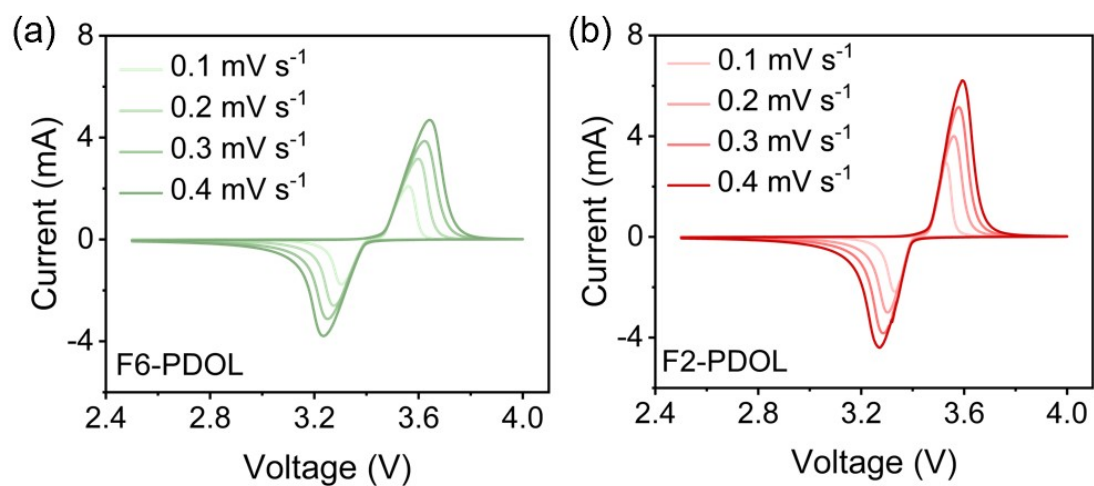 (a)
8
4
0
-4
Current (mA)
0.1 mV s⁻¹
0.2 mV s⁻¹
0.3 mV s⁻¹
0.4 mV s⁻¹
F6-PDOL
2.4 2.8 3.2 3.6 4.0
Voltage (V)
(b)
8
4
0
-4
Current (mA)
0.1 mV s⁻¹
0.2 mV s⁻¹
0.3 mV s⁻¹
0.4 mV s⁻¹
F2-PDOL
2.4 2.8 3.2 3.6 4.0
Voltage (V)